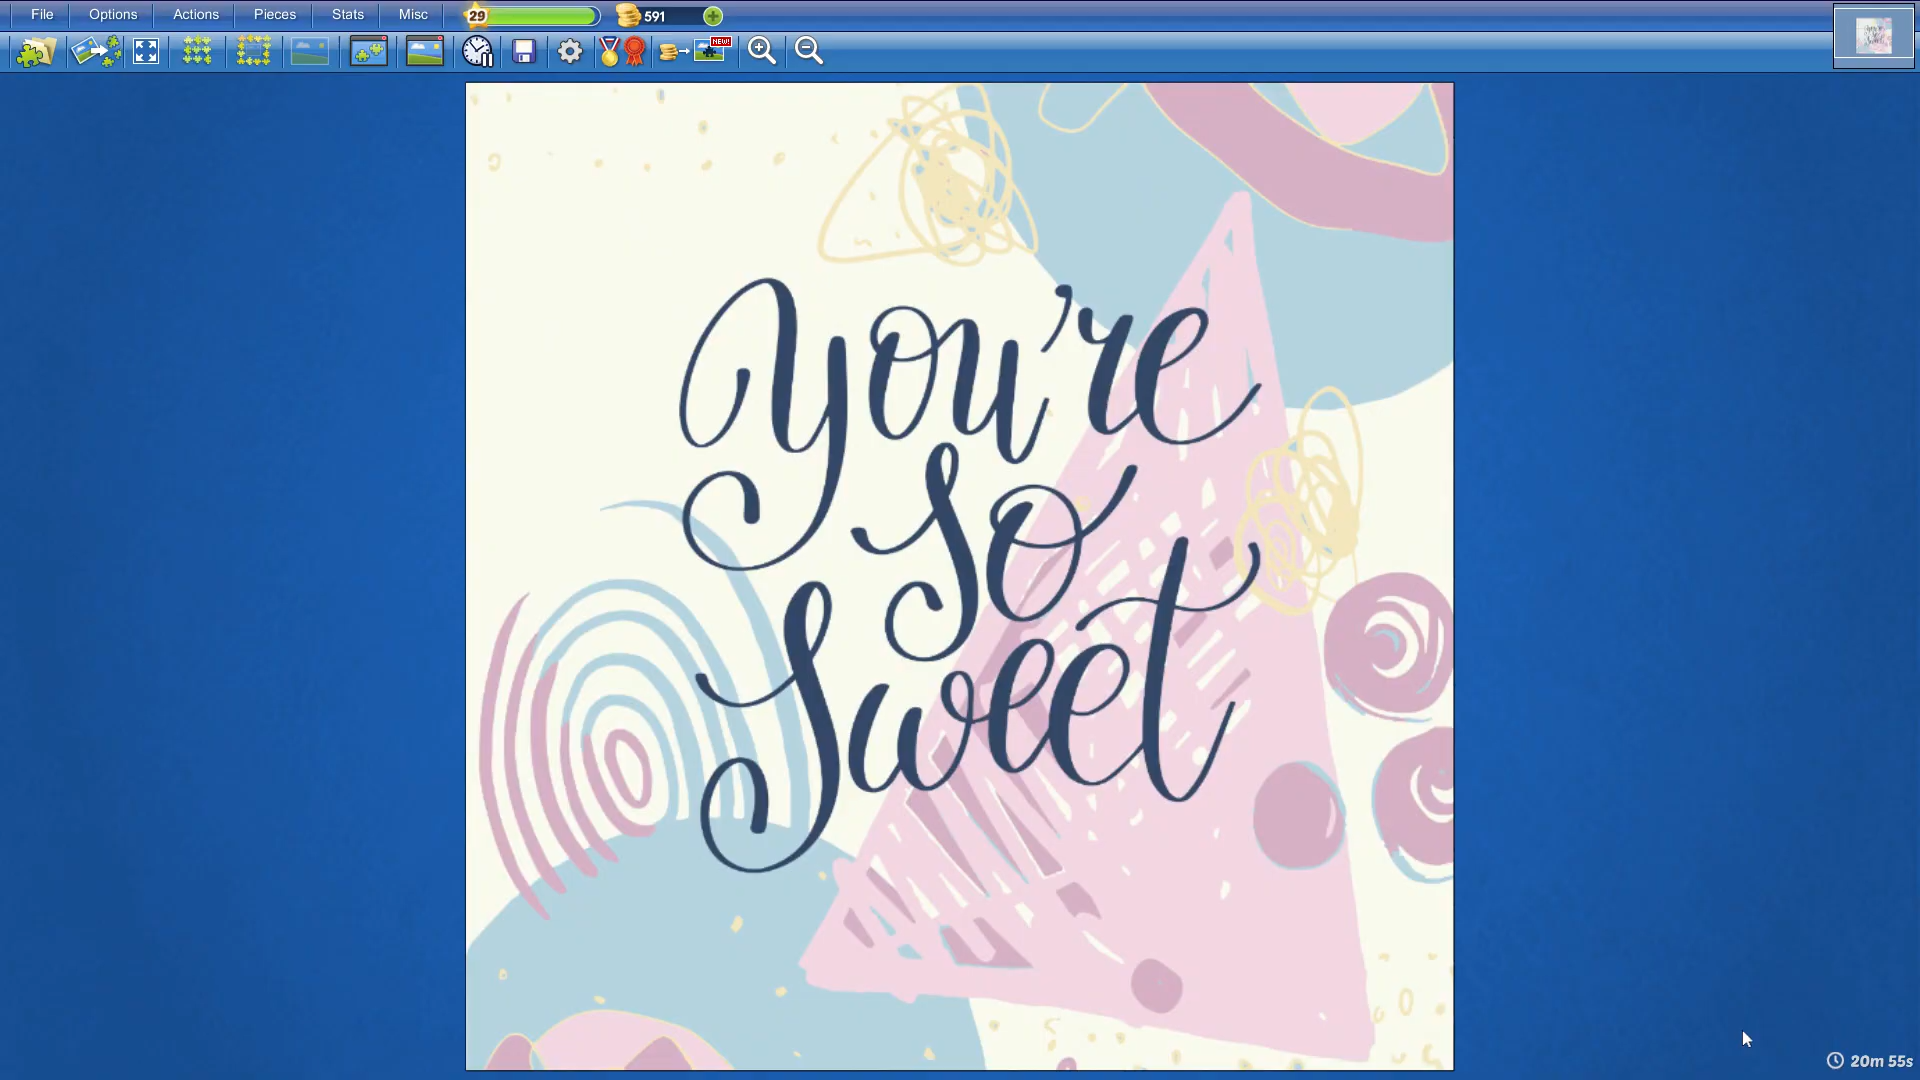 File Options Actions Pieces Stats Misc 29 591
NEW!
You're
So
Sweet
20m 55s